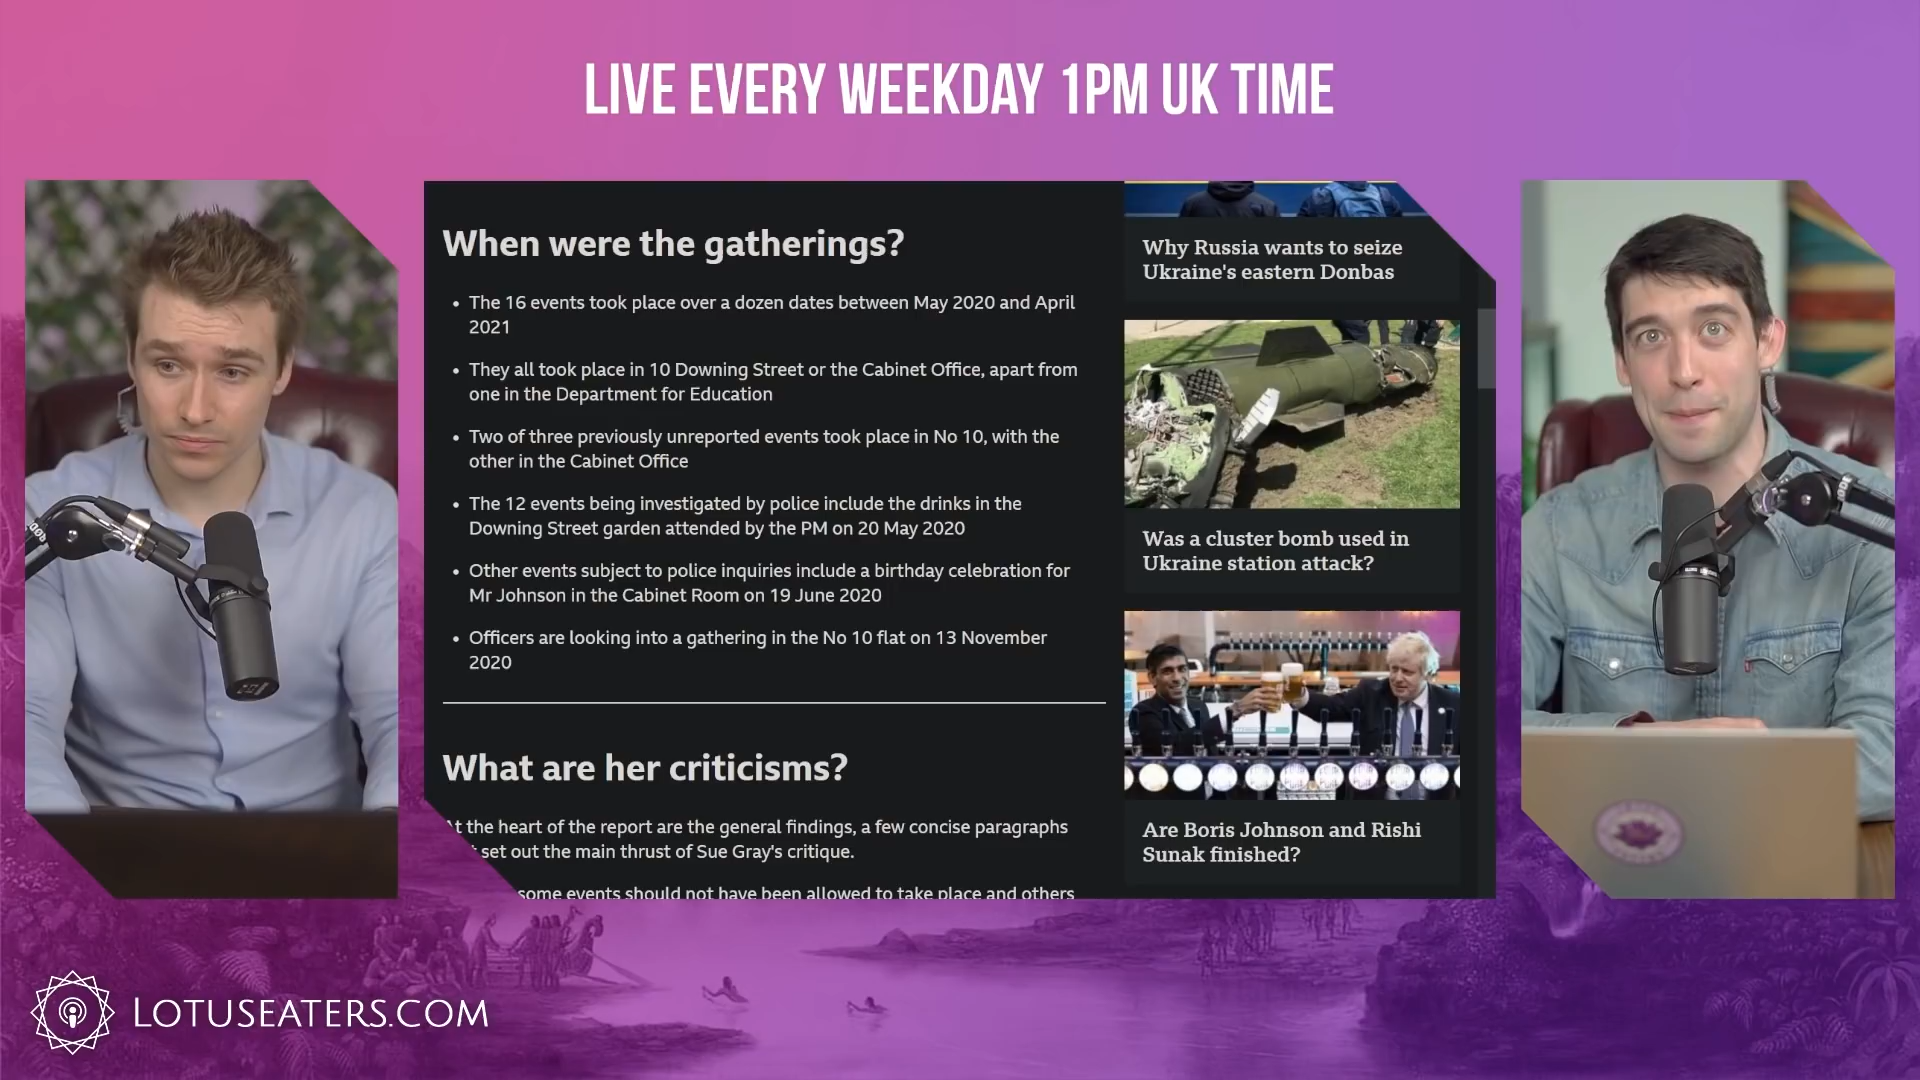 LIVE EVERY WEEKDAY 1PM UK TIME
When were the gatherings?
• The 16 events took place over a dozen dates between May 2020 and April
2021
• They all took place in 10 Downing Street or the Cabinet Office, apart from
one in the Department for Education
• Two of three previously unreported events took place in No 10, with the
other in the Cabinet Office
• The 12 events being investigated by police include the drinks in the
Downing Street garden attended by the PM on 20 May 2020
• Other events subject to police inquiries include a birthday celebration for
Mr Johnson in the Cabinet Room on 19 June 2020
• Officers are looking into a gathering in the No 10 flat on 13 November
2020
What are her criticisms?
At the heart of the report are the general findings, a few concise paragraphs
set out the main thrust of Sue Gray's critique.
some events should not have been allowed to take place and others
Why Russia wants to seize
Ukraine's eastern Donbas
Was a cluster bomb used in
Ukraine station attack?
Are Boris Johnson and Rishi
Sunak finished?
LOTUSEATERS.COM